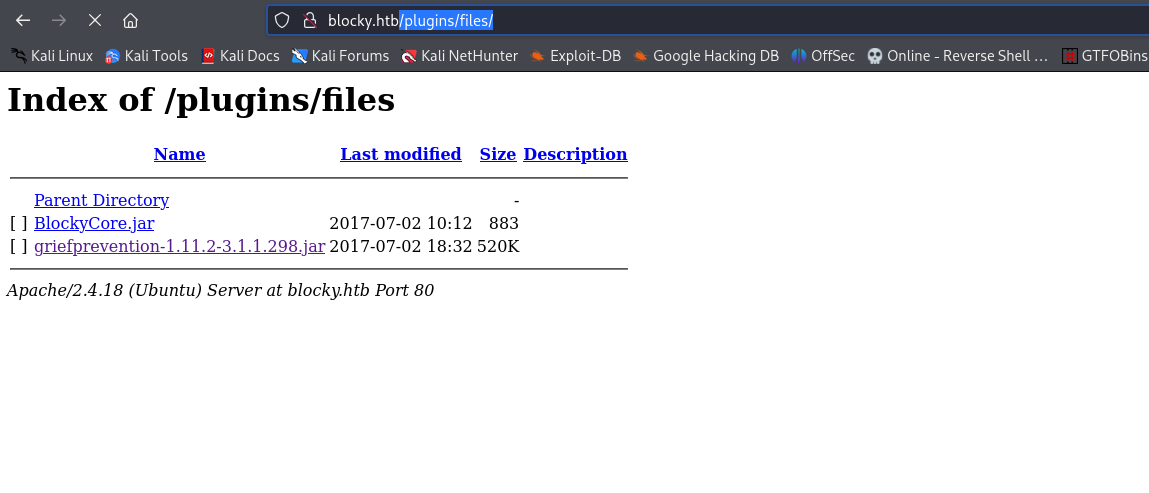 blocky.htb/plugins/files/
Kali Linux Kali Tools Kali Docs Kali Forums Kali NetHunter Exploit-DB Google Hacking DB OffSec Online - Reverse Shell … GTFOBins
Index of /plugins/files
Name Last modified Size Description
Parent Directory -
[ ] BlockyCore.jar 2017-07-02 10:12 883
[ ] griefprevention-1.11.2-3.1.1.298.jar 2017-07-02 18:32 520K
Apache/2.4.18 (Ubuntu) Server at blocky.htb Port 80